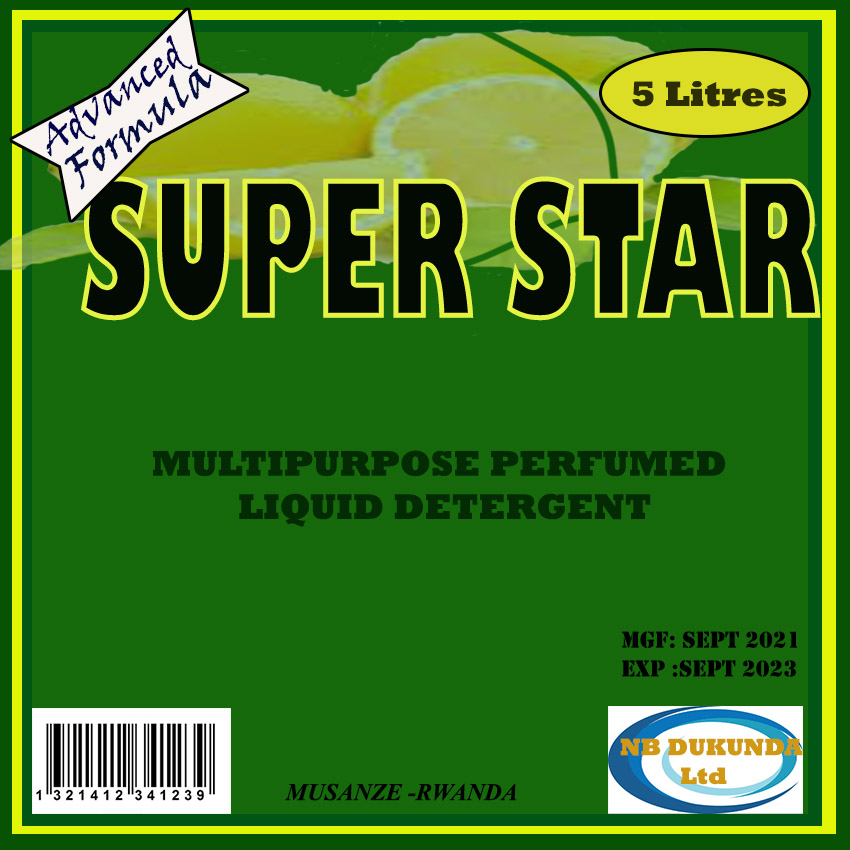 Advanced
Formula
5 Litres
SUPER STAR
MULTIPURPOSE PERFUMED
LIQUID DETERGENT
MGF: SEPT 2021
EXP :SEPT 2023
NB DUKUNDA
Ltd
1 321412 341239
MUSANZE -RWANDA